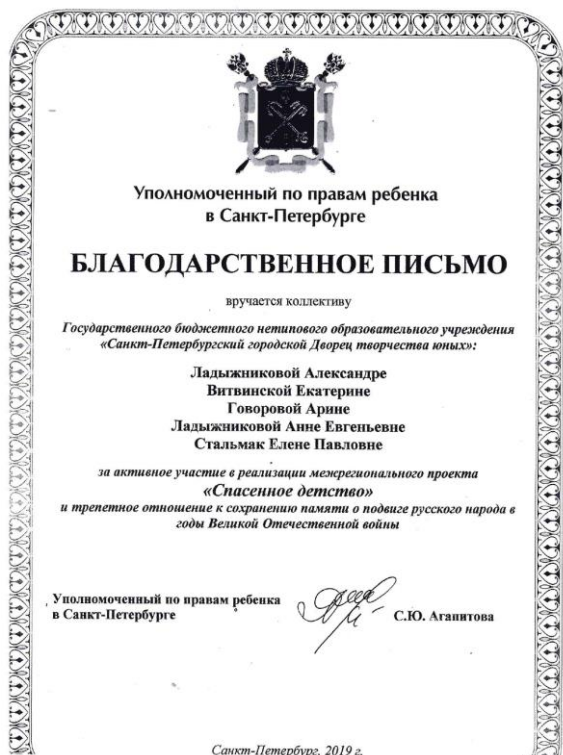 Уполномоченный по правам ребенка
в Санкт-Петербурге
БЛАГОДАРСТВЕННОЕ ПИСЬМО
вручается коллективу
Государственного бюджетного нетипового образовательного учреждения
«Санкт-Петербургский городской Дворец творчества юных»:
Ладыжниковой Александре
Витвинской Екатерине
Говоровой Арине
Ладыжниковой Анне Евгеньевне
Стальмак Елене Павловне
за активное участие в реализации межрегионального проекта
«Спасенное детство»
и трепетное отношение к сохранению памяти о подвиге русского народа в
годы Великой Отечественной войны
Уполномоченный по правам ребенка
в Санкт-Петербурге
С.Ю. Агапитова
Санкт-Петербург, 2019 г.